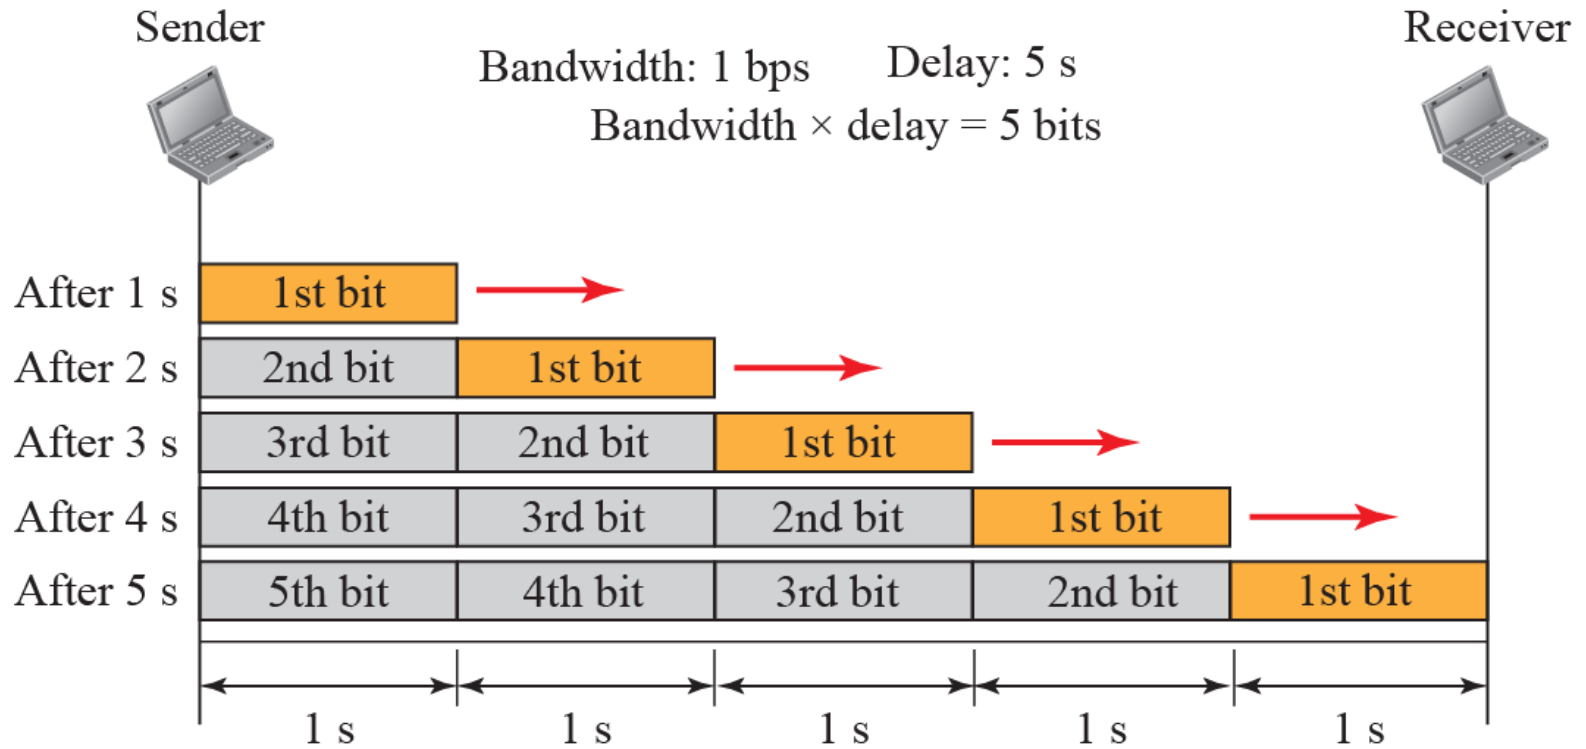 Sender
Receiver
Bandwidth: 1 bps
Delay: 5 s
Bandwidth × delay = 5 bits
After 1 s 1st bit
After 2 s 2nd bit 1st bit
After 3 s 3rd bit 2nd bit 1st bit
After 4 s 4th bit 3rd bit 2nd bit 1st bit
After 5 s 5th bit 4th bit 3rd bit 2nd bit 1st bit
1 s 1 s 1 s 1 s 1 s